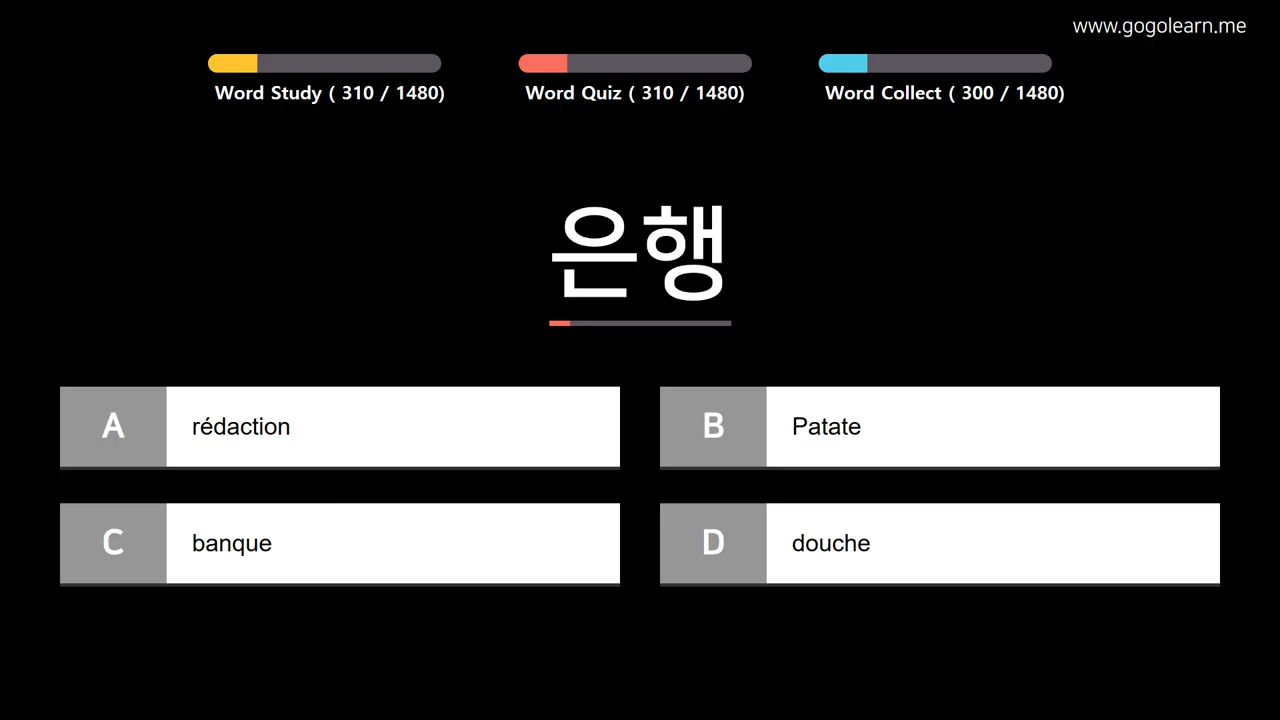 www.gogolearn.me
Word Study ( 310 / 1480)
Word Quiz ( 310 / 1480)
Word Collect ( 300 / 1480)
은행
A
rédaction
B
Patate
C
banque
D
douche